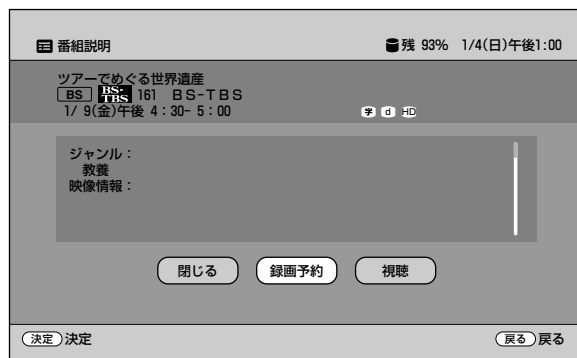 番組説明 残 93% 1/4(日)午後1:00
ツアーでめぐる世界遺産
BS BS-TBS 161 BS-TBS
1/ 9(金)午後 4:30- 5:00 字 d HD
ジャンル:
教養
映像情報:
閉じる 録画予約 視聴
決定 決定 戻る 戻る